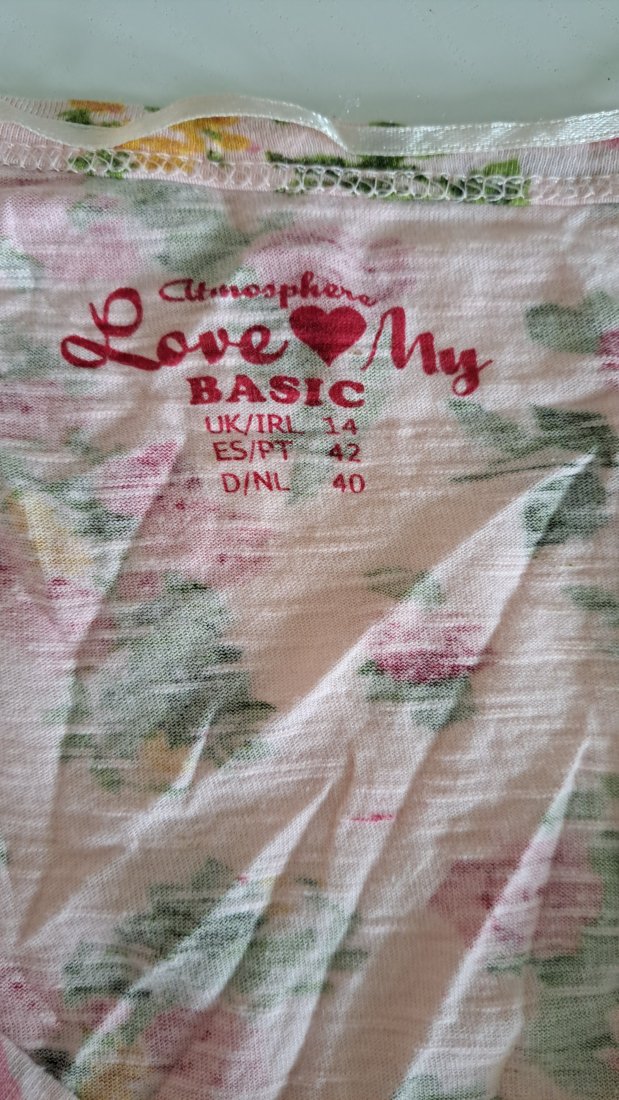 Atmosphere
Love My
BASIC
UK/IRL 14
ES/PT 42
D/NL 40